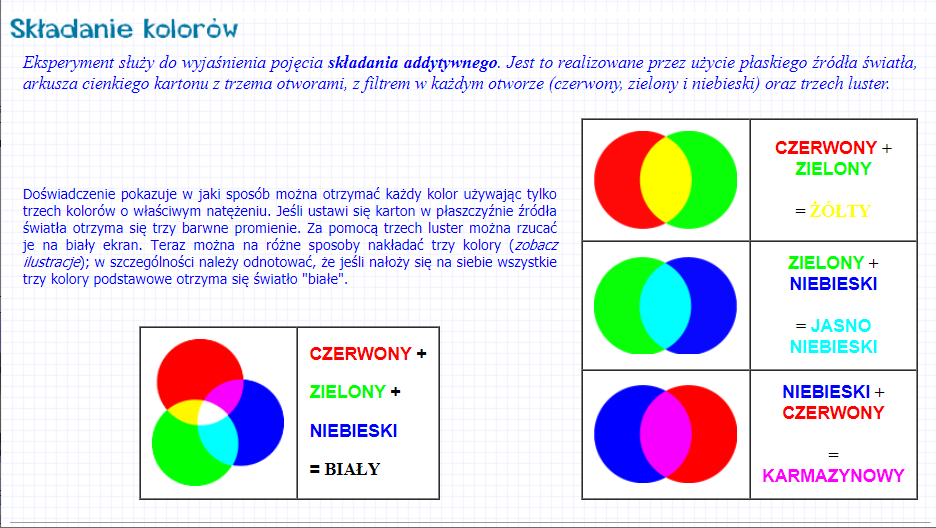 Składanie kolorów
Eksperyment służy do wyjaśnienia pojęcia składania addytywnego. Jest to realizowane przez użycie płaskiego źródła światła,
arkusza cienkiego kartonu z trzema otworami, z filtrem w każdym otworze (czerwony, zielony i niebieski) oraz trzech luster.
Doświadczenie pokazuje w jaki sposób można otrzymać każdy kolor używając tylko
trzech kolorów o właściwym natężeniu. Jeśli ustawi się karton w płaszczyźnie źródła
światła otrzyma się trzy barwne promienie. Za pomocą trzech luster można rzucać
je na biały ekran. Teraz można na różne sposoby nakładać trzy kolory (zobacz
ilustracje); w szczególności należy odnotować, że jeśli nałoży się na siebie wszystkie
trzy kolory podstawowe otrzyma się światło "białe".
CZERWONY +
ZIELONY +
NIEBIESKI
= BIAŁY
CZERWONY +
ZIELONY
= ŻÓŁTY
ZIELONY +
NIEBIESKI
= JASNO
NIEBIESKI
NIEBIESKI +
CZERWONY
=
KARMAZYNOWY